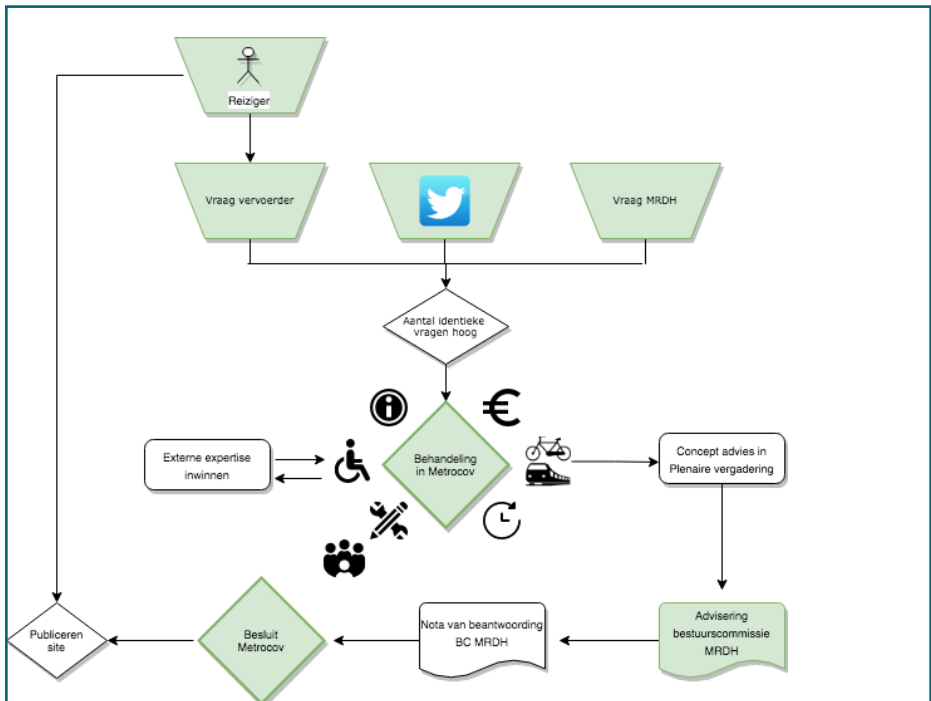 Reiziger
Vraag vervoerder
Vraag MRDH
Aantal identieke
vragen hoog
Externe expertise
inwinnen
Behandeling
in Metrocov
Concept advies in
Plenaire vergadering
Publiceren
site
Besluit
Metrocov
Nota van beantwoording
BC MRDH
Advisering
bestuurscommissie
MRDH